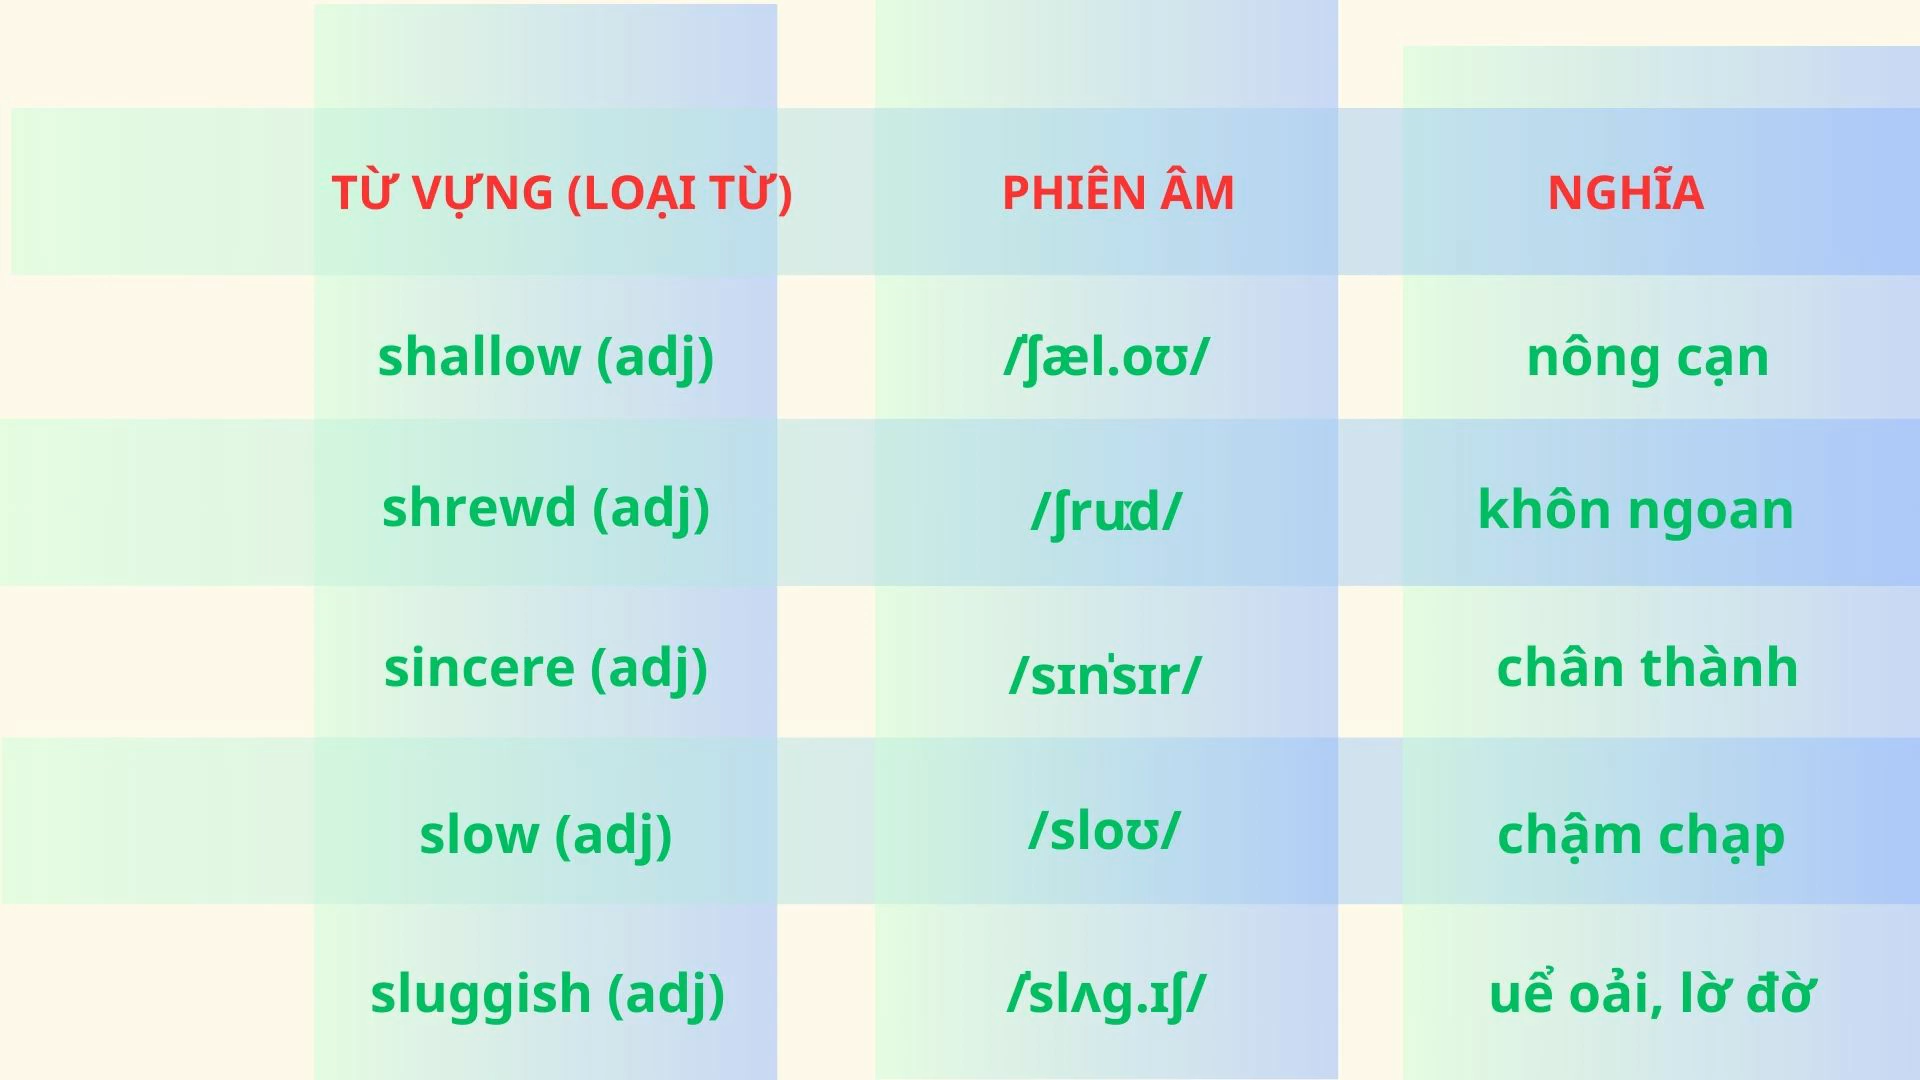 TỪ VỰNG (LOẠI TỪ) PHIÊN ÂM NGHĨA
shallow (adj) /ˈʃæl.oʊ/ nông cạn
shrewd (adj) /ʃruːd/ khôn ngoan
sincere (adj) /sɪnˈsɪr/ chân thành
slow (adj) /sloʊ/ chậm chạp
sluggish (adj) /ˈslʌɡ.ɪʃ/ uể oải, lờ đờ